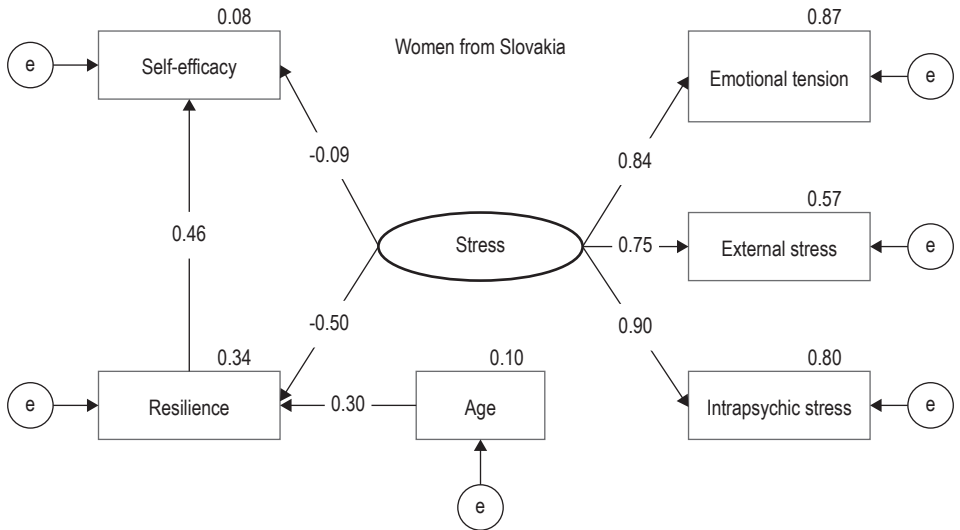 0.08
0.87
Women from Slovakia
e
Self-efficacy
Emotional tension
e
-0.09
0.84
0.57
0.46
Stress
0.75
External stress
e
-0.50
0.90
0.34
0.10
0.80
e
Resilience
0.30
Age
Intrapsychic stress
e
e